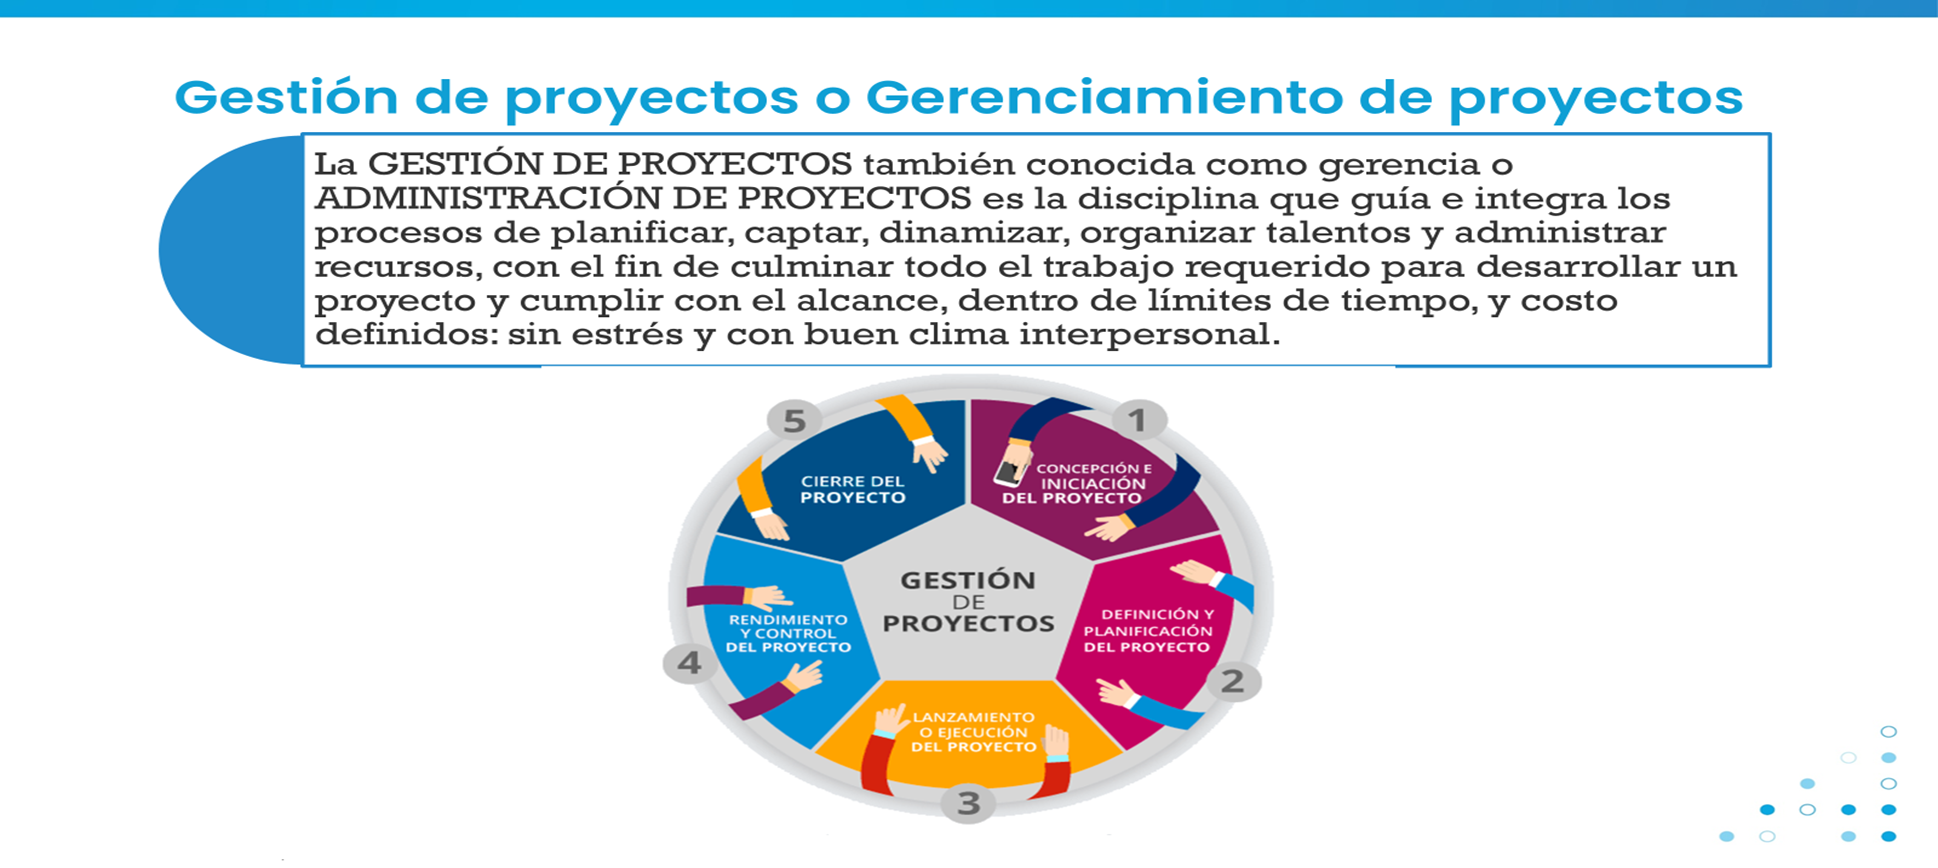 Gestión de proyectos o Gerenciamiento de proyectos
La GESTIÓN DE PROYECTOS también conocida como gerencia o
ADMINISTRACIÓN DE PROYECTOS es la disciplina que guía e integra los
procesos de planificar, captar, dinamizar, organizar talentos y administrar
recursos, con el fin de culminar todo el trabajo requerido para desarrollar un
proyecto y cumplir con el alcance, dentro de límites de tiempo, y costo
definidos: sin estrés y con buen clima interpersonal.
1
CONCEPCIÓN E
INICIACIÓN
DEL PROYECTO
2
DEFINICIÓN Y
PLANIFICACIÓN
DEL PROYECTO
3
LANZAMIENTO
O EJECUCIÓN
DEL PROYECTO
4
RENDIMIENTO
Y CONTROL
DEL PROYECTO
5
CIERRE DEL
PROYECTO
GESTIÓN
DE
PROYECTOS